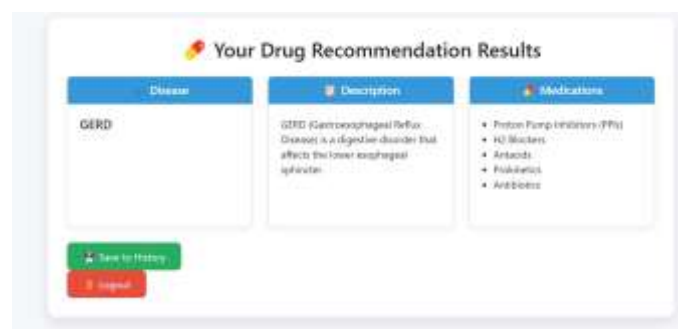 Your Drug Recommendation Results
Disease
GERD
Description
GERD (Gastroesophageal Reflux
Disease) is a digestive disorder that
affects the lower esophageal
sphincter.
Medications
Proton Pump Inhibitors (PPIs)
H2 Blockers
Antacids
Prokinetics
Antibiotics
Save to History
Logout